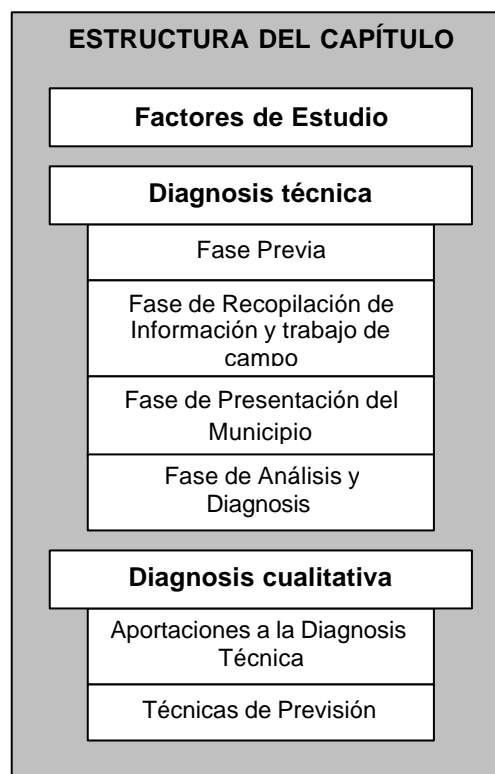 ESTRUCTURA DEL CAPÍTULO
Factores de Estudio
Diagnosis técnica
Fase Previa
Fase de Recopilación de
Información y trabajo de
campo
Fase de Presentación del
Municipio
Fase de Análisis y
Diagnosis
Diagnosis cualitativa
Aportaciones a la Diagnosis
Técnica
Técnicas de Previsión